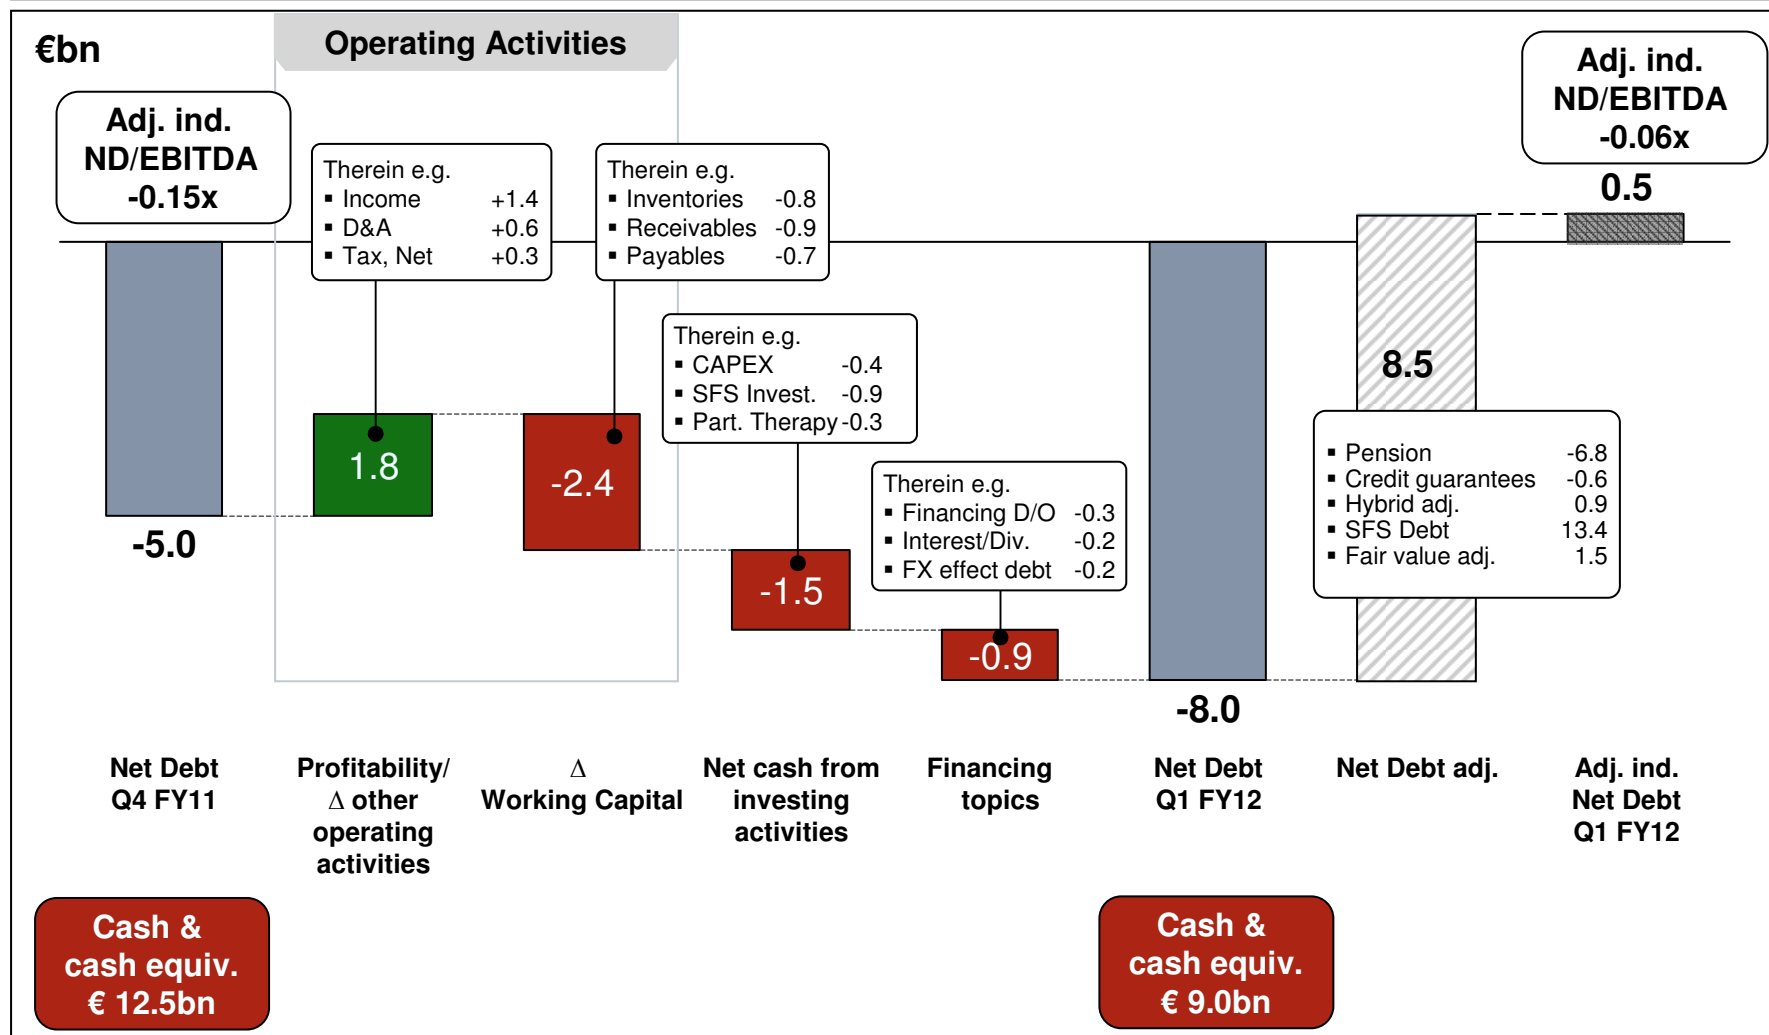 €bn
Operating Activities
Adj. ind.
ND/EBITDA
-0.15x
Adj. ind.
ND/EBITDA
-0.06x
0.5
Therein e.g.
▪ Income +1.4
▪ D&A +0.6
▪ Tax, Net +0.3
Therein e.g.
▪ Inventories -0.8
▪ Receivables -0.9
▪ Payables -0.7
Therein e.g.
▪ CAPEX -0.4
▪ SFS Invest. -0.9
▪ Part. Therapy -0.3
Therein e.g.
▪ Financing D/O -0.3
▪ Interest/Div. -0.2
▪ FX effect debt -0.2
8.5
▪ Pension -6.8
▪ Credit guarantees -0.6
▪ Hybrid adj. 0.9
▪ SFS Debt 13.4
▪ Fair value adj. 1.5
-5.0
1.8
-2.4
-1.5
-0.9
-8.0
Net Debt
Q4 FY11
Profitability/
Δ other
operating
activities
Δ
Working Capital
Net cash from
investing
activities
Financing
topics
Net Debt
Q1 FY12
Net Debt adj.
Adj. ind.
Net Debt
Q1 FY12
Cash &
cash equiv.
€ 12.5bn
Cash &
cash equiv.
€ 9.0bn